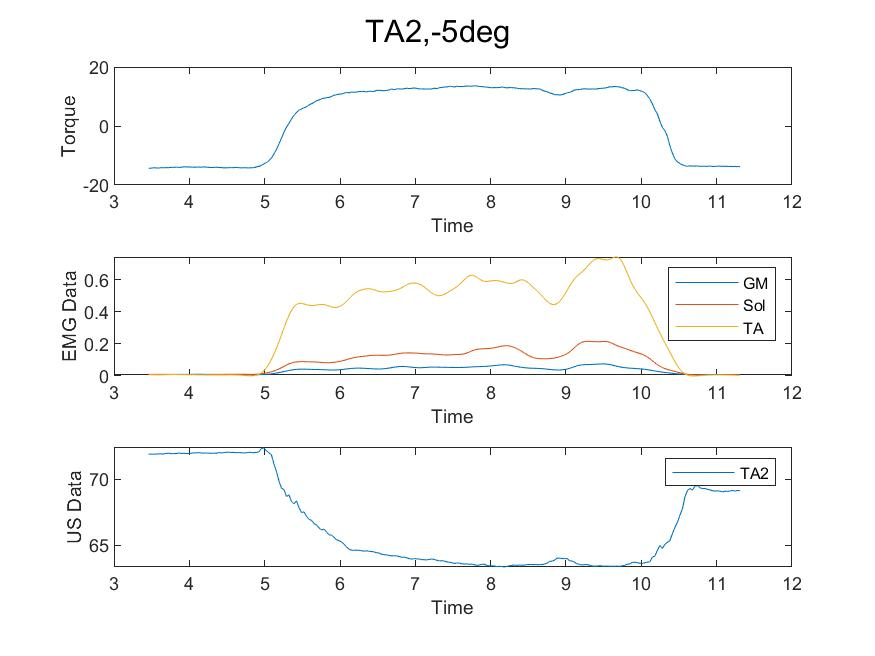 TA2,-5deg
20
0
-20
Torque
3 4 5 6 7 8 9 10 11 12
Time
0.6
0.4
0.2
0
EMG Data
GM
Sol
TA
3 4 5 6 7 8 9 10 11 12
Time
70
65
US Data
TA2
3 4 5 6 7 8 9 10 11 12
Time